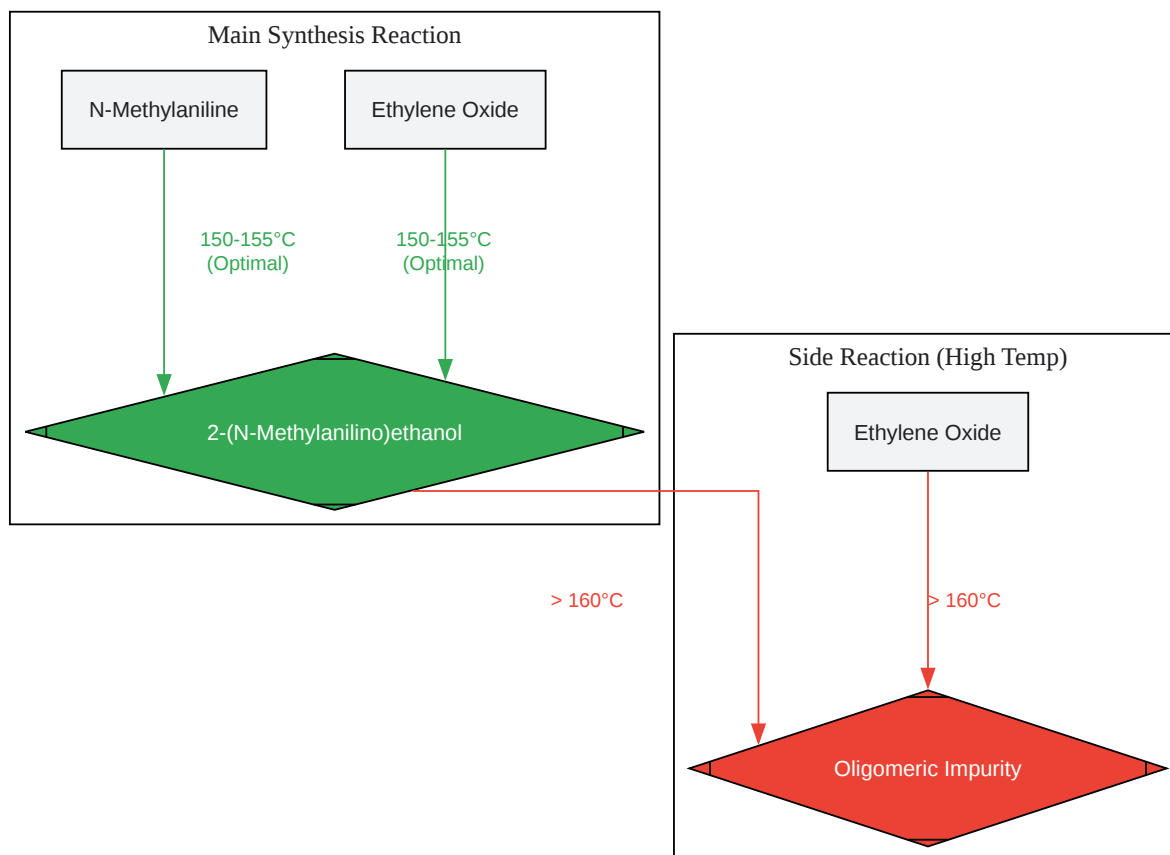 Main Synthesis Reaction
N-Methylaniline
Ethylene Oxide
150-155°C
(Optimal)
150-155°C
(Optimal)
2-(N-Methylanilino)ethanol
Side Reaction (High Temp)
Ethylene Oxide
> 160°C
> 160°C
Oligomeric Impurity